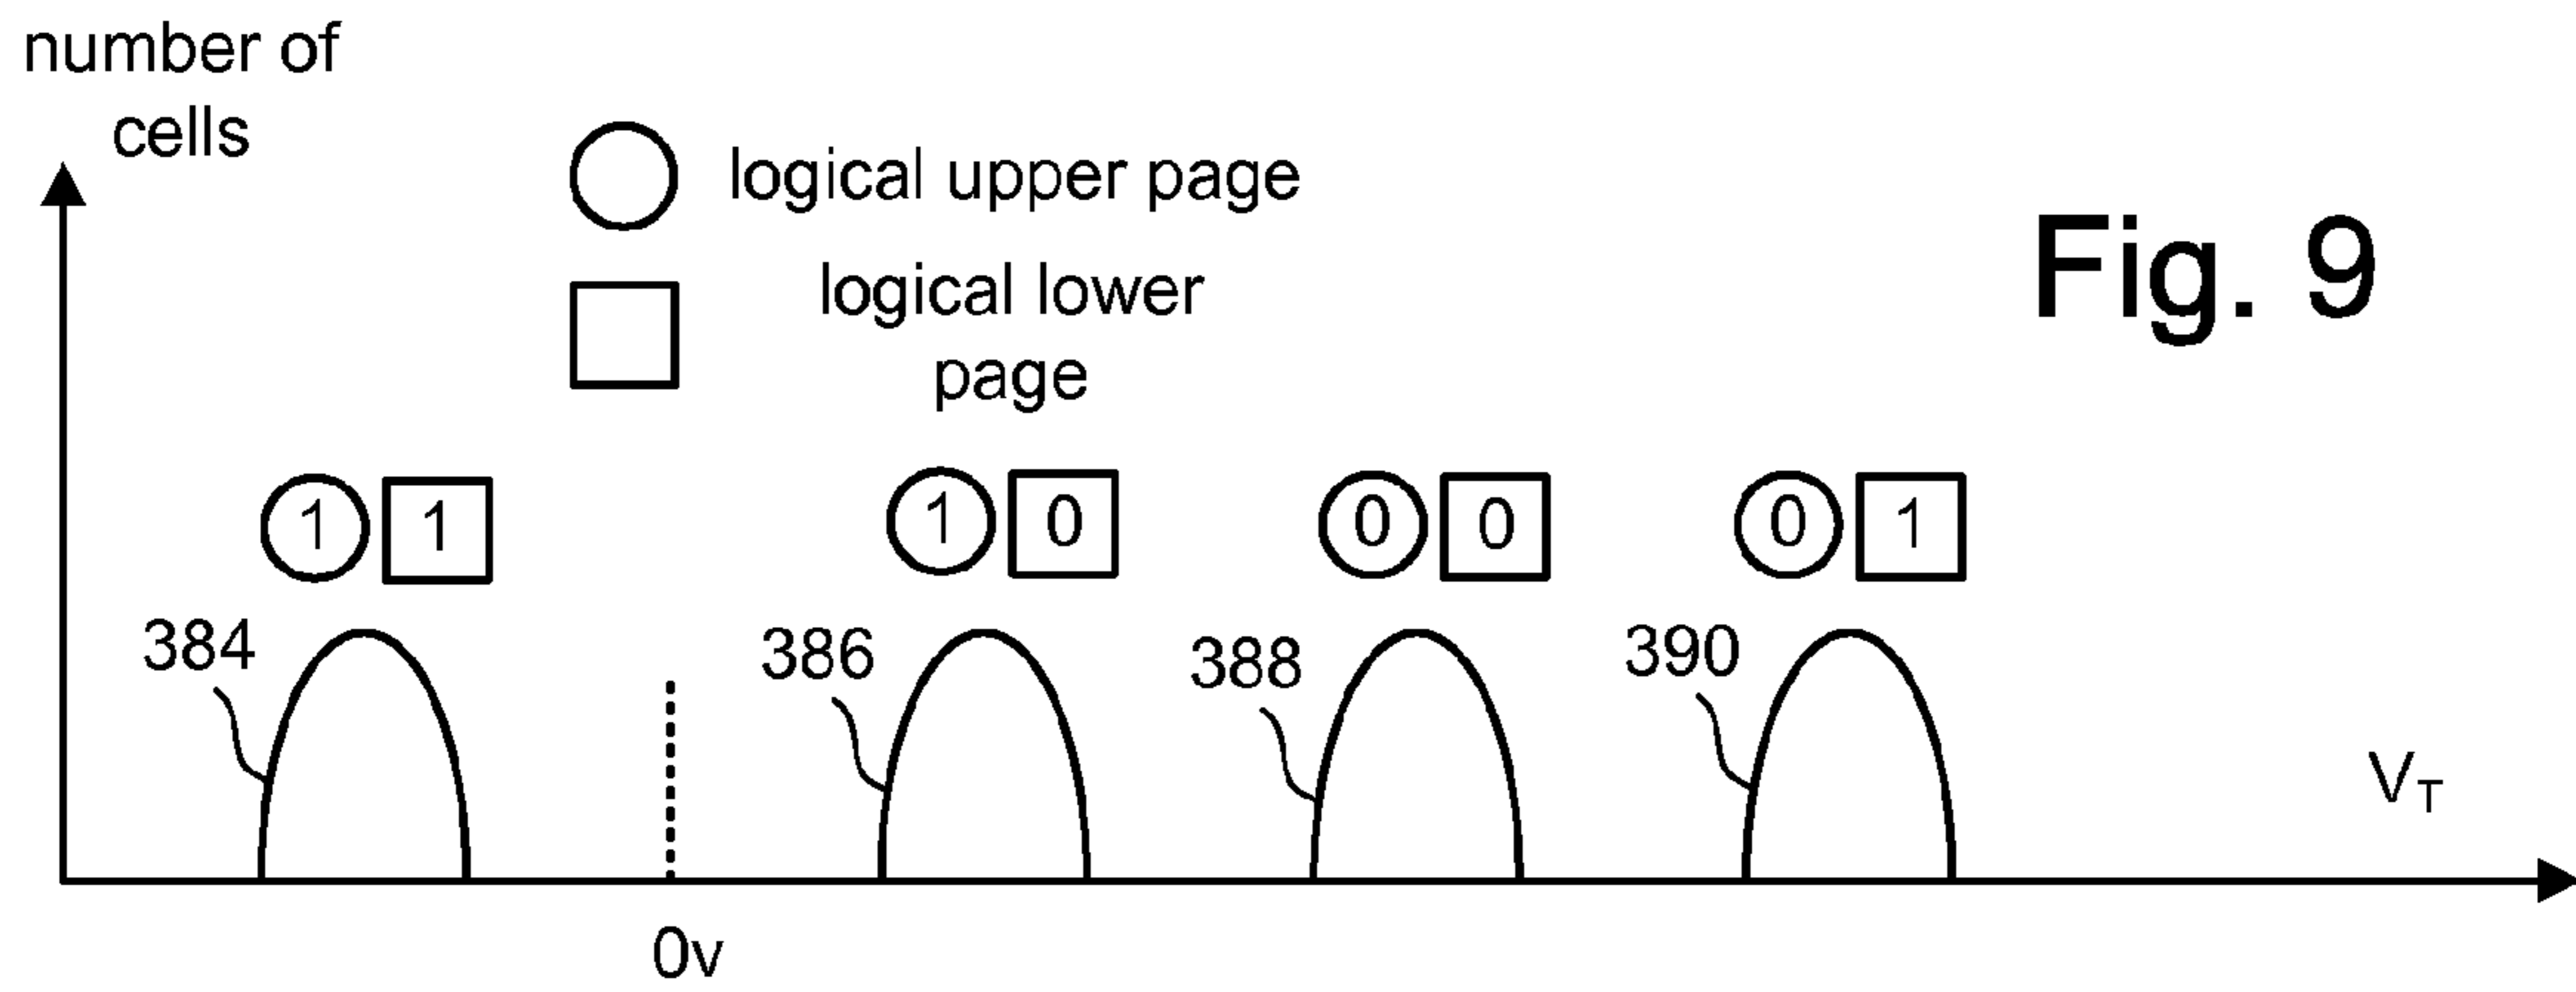 number of
cells
logical upper page
logical lower
page
Fig. 9
1 1
1 0
0 0
0 1
384
386
388
390
V_T
0v